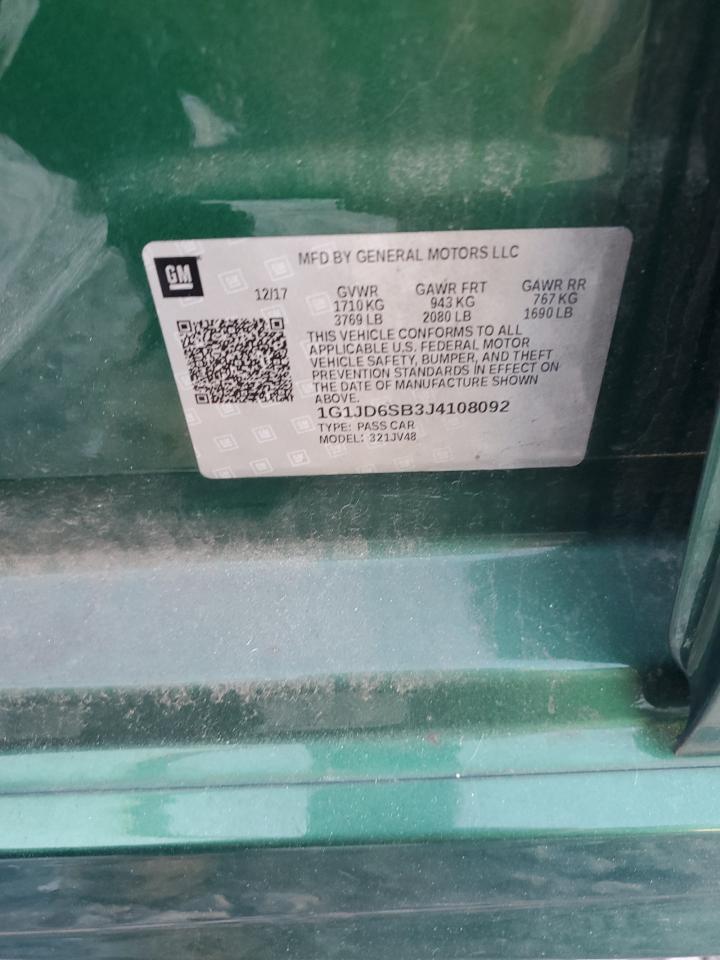 GM
MFD BY GENERAL MOTORS LLC
12/17 GVWR GAWR FRT GAWR RR
1710 KG 943 KG 767 KG
3769 LB 2080 LB 1690 LB
THIS VEHICLE CONFORMS TO ALL
APPLICABLE U.S. FEDERAL MOTOR
VEHICLE SAFETY, BUMPER, AND THEFT
PREVENTION STANDARDS IN EFFECT ON
THE DATE OF MANUFACTURE SHOWN
ABOVE.
1G1JD6SB3J4108092
TYPE: PASS CAR
MODEL: 321JV48